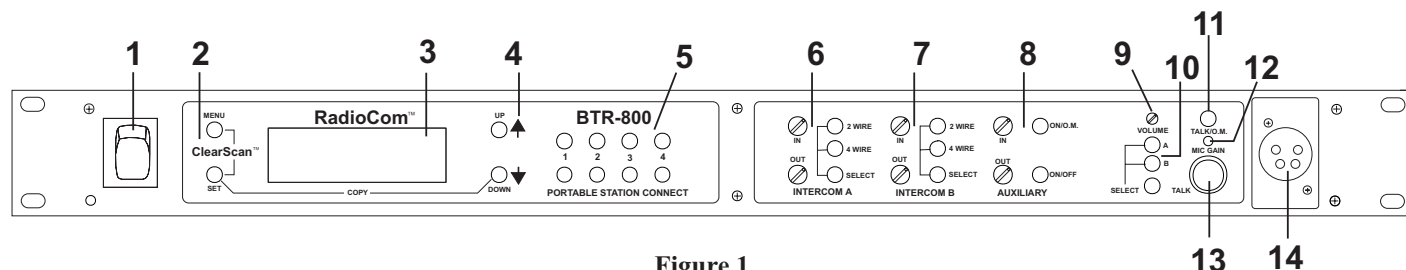 1 2 3 4 5 6 7 8 9 10 11 12
MENU
ClearScan™
SET
RadioCom™
COPY
UP
DOWN
BTR-800
1 2 3 4
PORTABLE STATION CONNECT
IN
OUT
2 WIRE
4 WIRE
SELECT
INTERCOM A
IN
OUT
2 WIRE
4 WIRE
SELECT
INTERCOM B
IN
OUT
ON/O.M.
ON/OFF
AUXILIARY
VOLUME
A
B
SELECT
TALK/O.M.
MIC GAIN
TALK
13 14
Figure 1